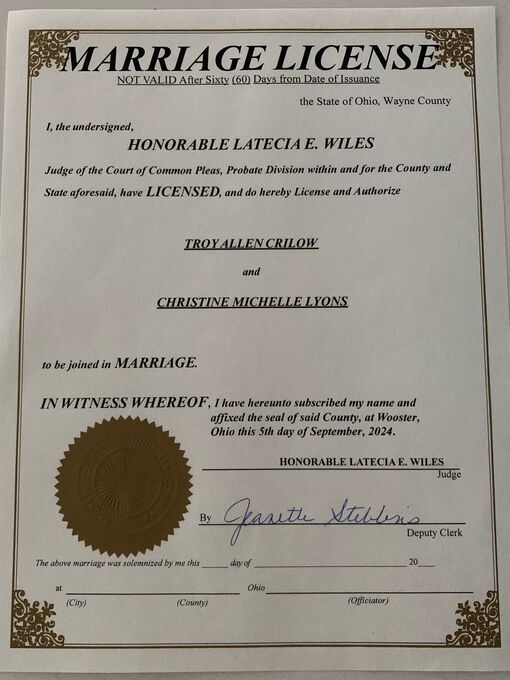 MARRIAGE LICENSE
NOT VALID After Sixty (60) Days from Date of Issuance
the State of Ohio, Wayne County
I, the undersigned,
HONORABLE LATECIA E. WILES
Judge of the Court of Common Pleas, Probate Division within and for the County and
State aforesaid, have LICENSED, and do hereby License and Authorize
TROY ALLEN CRILOW
and
CHRISTINE MICHELLE LYONS
to be joined in MARRIAGE.
IN WITNESS WHEREOF, I have hereunto subscribed my name and
affixed the seal of said County, at Wooster,
Ohio this 5th day of September, 2024.
HONORABLE LATECIA E. WILES
Judge
By Jeanette Stebbins
Deputy Clerk
The above marriage was solemnized by me this _____ day of _____ 20___
at _____ Ohio _____
(City) (County) (Officiator)